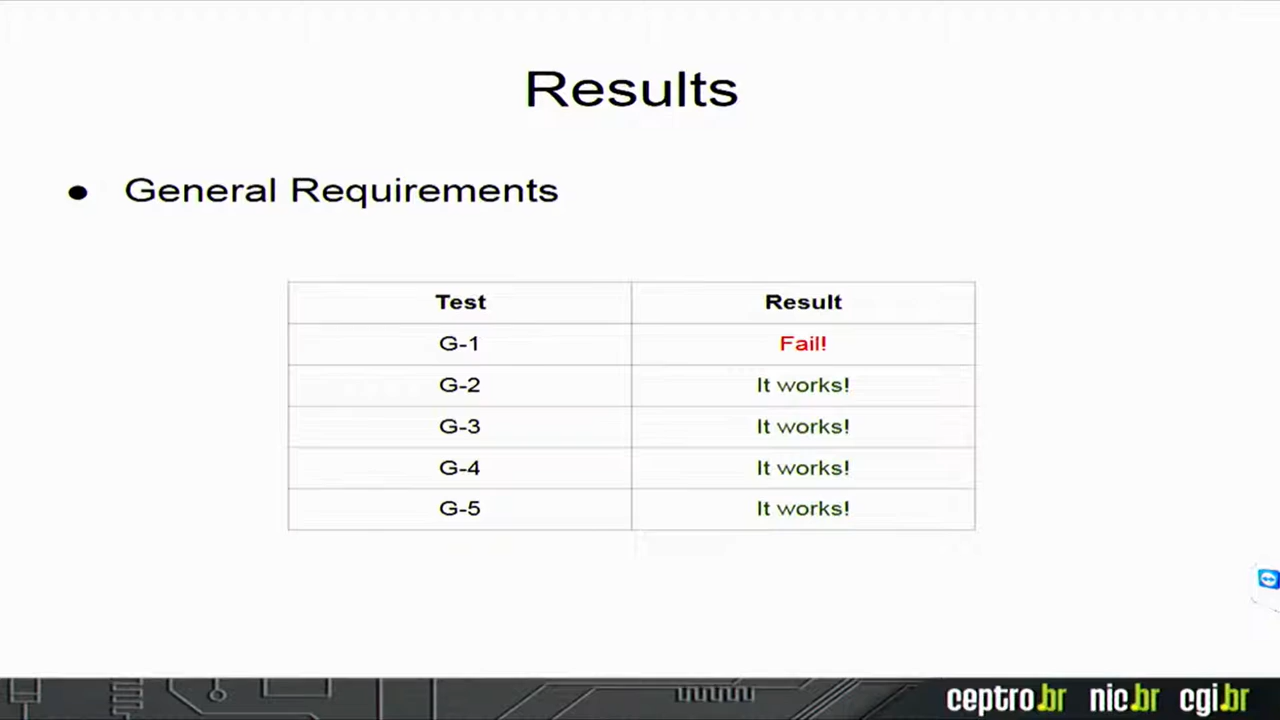 Results
● General Requirements
Test Result
G-1 Fail!
G-2 It works!
G-3 It works!
G-4 It works!
G-5 It works!
ceptro.br nic.br cgi.br